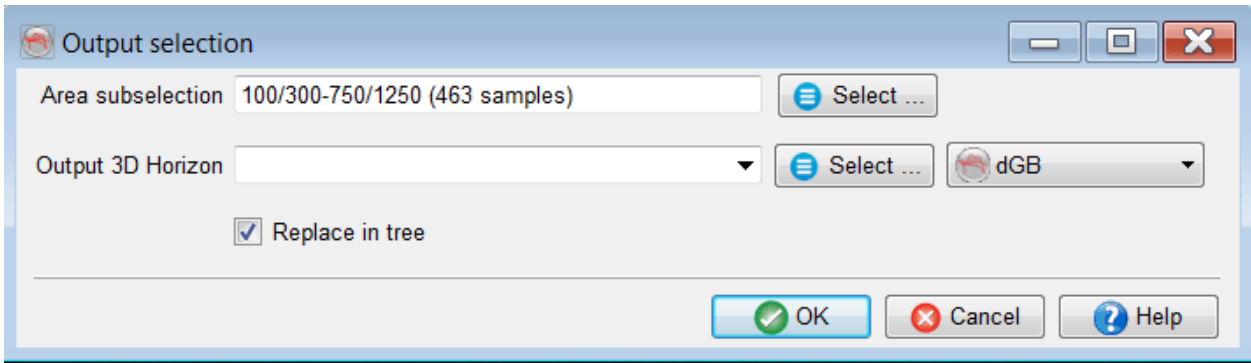 Output selection
Area subselection 100/300-750/1250 (463 samples) Select ...
Output 3D Horizon Select ... dGB
Replace in tree
OK Cancel Help